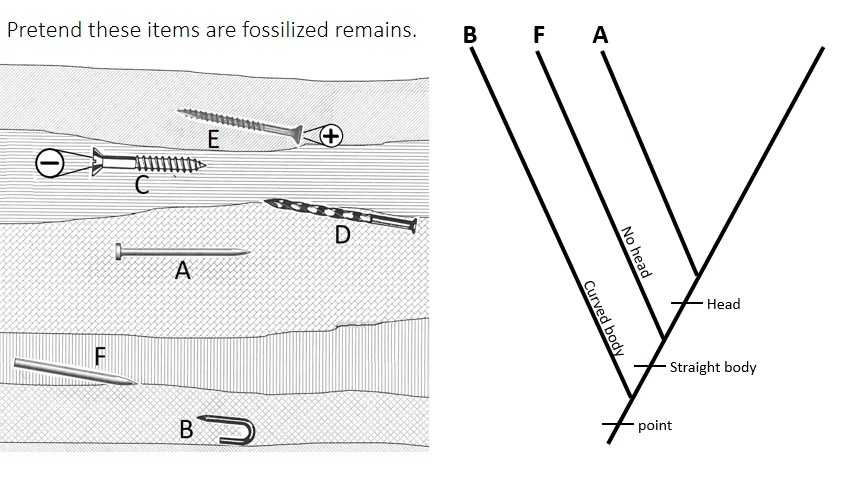 Pretend these items are fossilized remains.
E
+
−
C
D
A
F
B
B F A
No head
Curved body
Head
Straight body
point